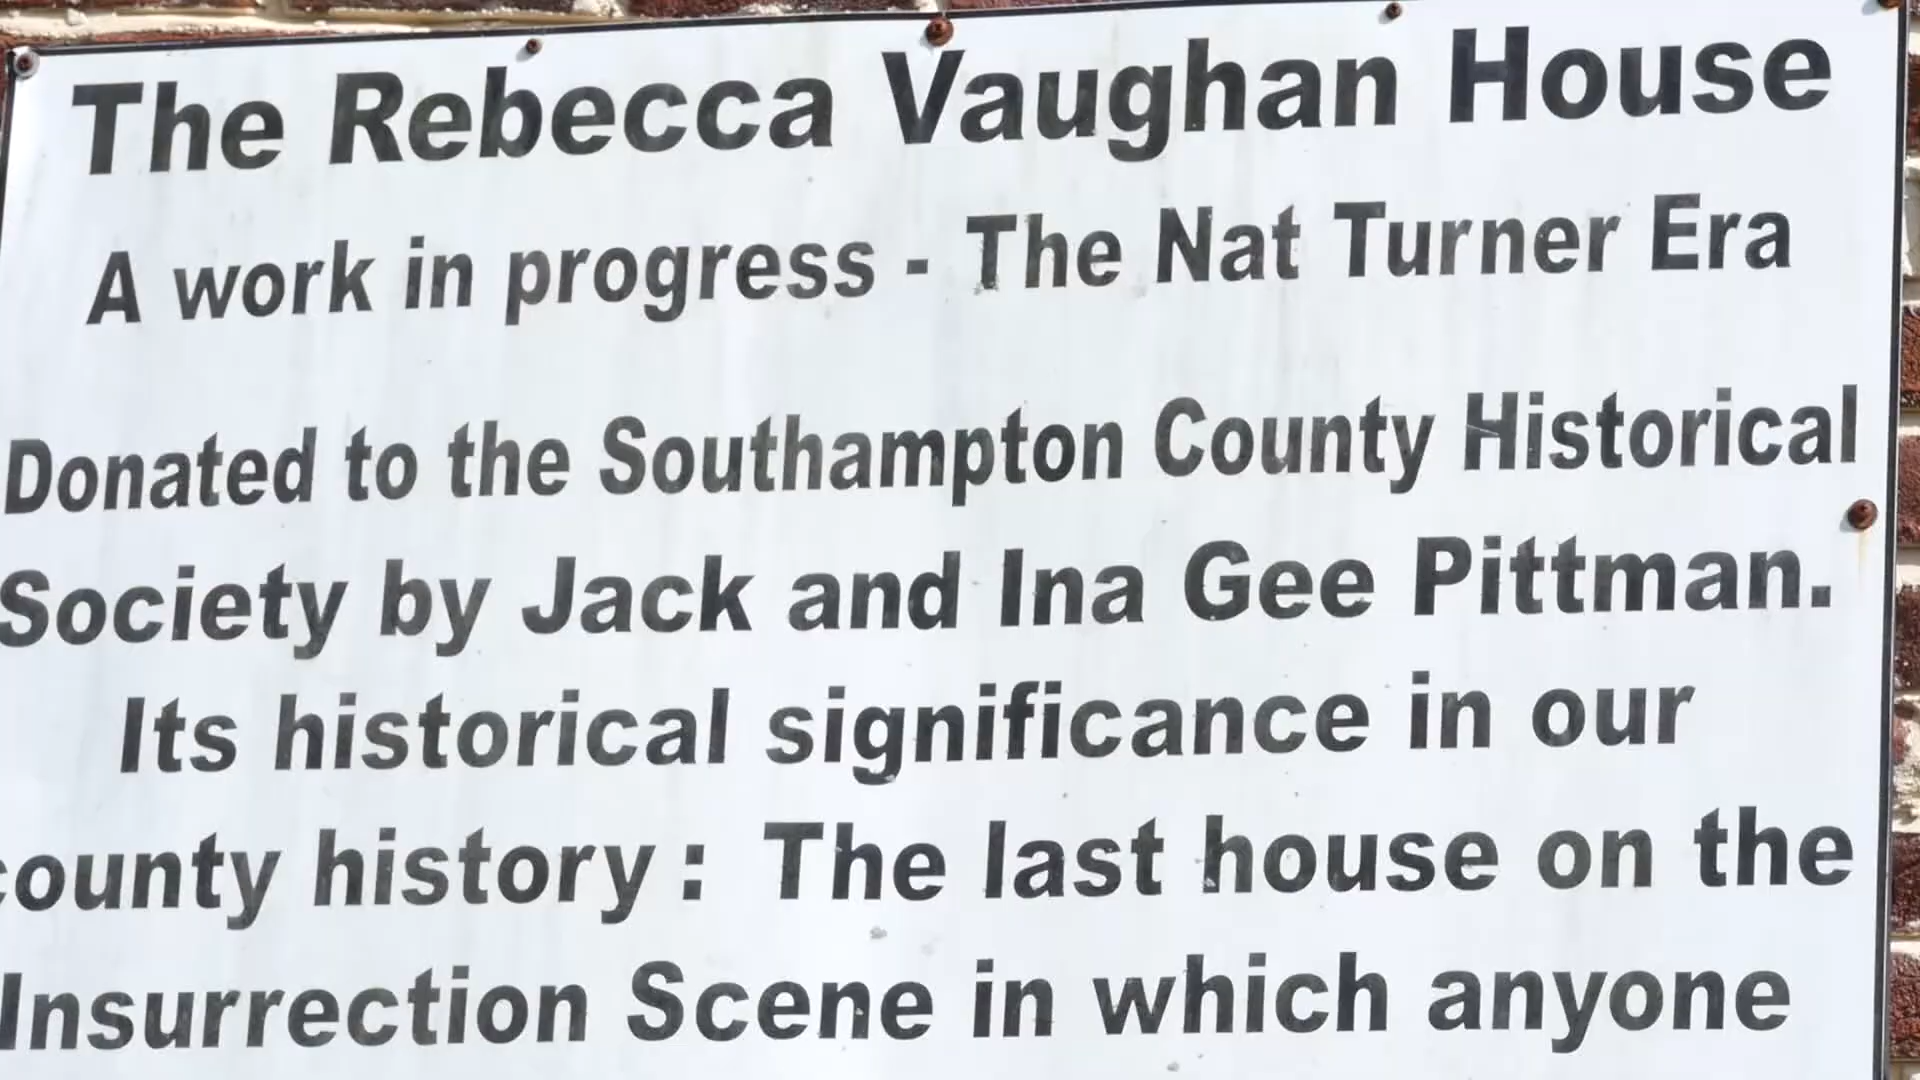 The Rebecca Vaughan House
A work in progress - The Nat Turner Era
Donated to the Southampton County Historical
Society by Jack and Ina Gee Pittman.
Its historical significance in our
county history : The last house on the
Insurrection Scene in which anyone